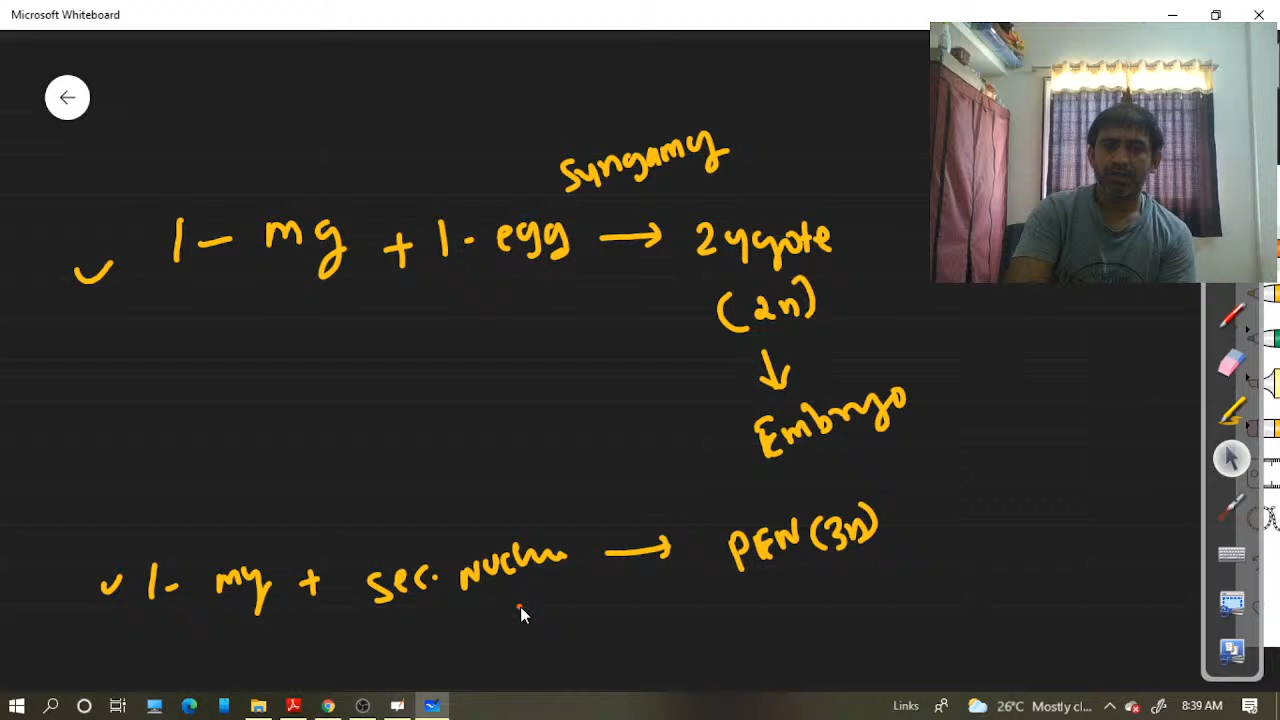 Microsoft Whiteboard
Syngamy
1 - mg + 1 - egg → Zygote
(2n)
↓
Embryo
1 - mg + Sec. Nucleu → PEN (3n)
Links 26°C Mostly cl... 8:39 AM